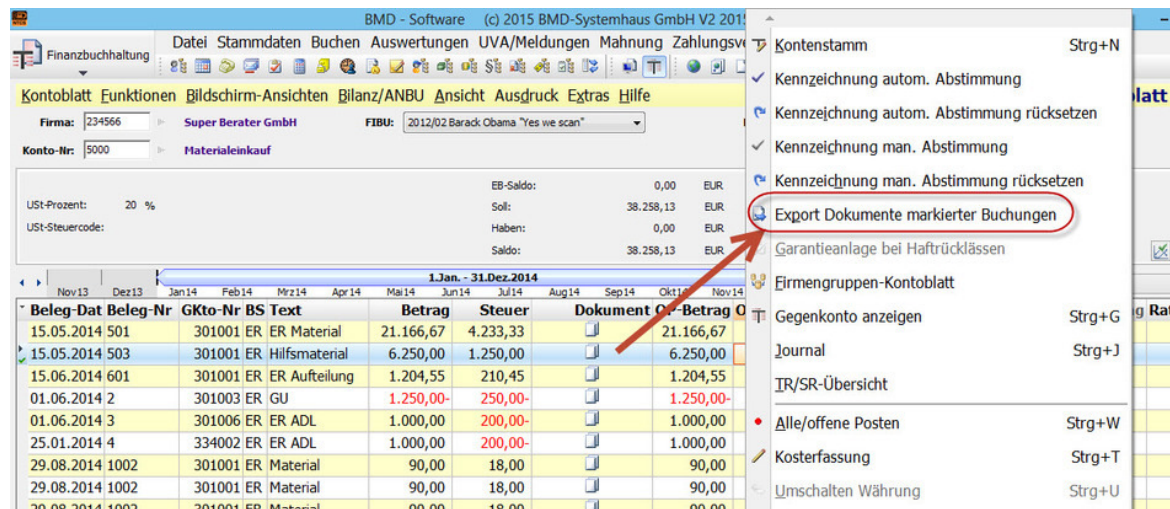 BMD - Software (c) 2015 BMD-Systemhaus GmbH V2 201
Finanzbuchhaltung
Datei Stammdaten Buchen Auswertungen UVA/Meldungen Mahnung
Kontoblatt Funktionen Bildschirm-Ansichten Bilanz/ANBU Ansicht Ausdruck Extras Hilfe
Firma: 234566 Super Berater GmbH FIBU: 2012/02 Barack Obama "Yes we scan"
Konto-Nr: 5000 Materialeinkauf
EB-Saldo: 0,00 EUR
USt-Prozent: 20 % Soll: 38.258,13 EUR
USt-Steuercode: Haben: 0,00 EUR
Saldo: 38.258,13 EUR
1.Jan. - 31.Dez.2014
Nov13 Dez13 Jan14 Feb14 Mrz14 Apr14 Mai14 Jun14 Jul14 Aug14 Sep14 Okt14 Nov14
Beleg-Dat Beleg-Nr GKto-Nr BS Text Betrag Steuer Dokument OP-Betrag
15.05.2014 501 301001 ER ER Material 21.166,67 4.233,33 21.166,67
15.05.2014 503 301001 ER Hilfsmaterial 6.250,00 1.250,00 6.250,00
15.06.2014 601 301001 ER ER Aufteilung 1.204,55 210,45 1.204,55
01.06.2014 2 301003 ER GU 1.250,00- 250,00- 1.250,00-
01.06.2014 3 301006 ER ER ADL 1.000,00 200,00- 1.000,00
25.01.2014 4 334002 ER ER ADL 1.000,00 200,00- 1.000,00
29.08.2014 1002 301001 ER Material 90,00 18,00 90,00
29.08.2014 1002 301001 ER Material 90,00 18,00 90,00
29.08.2014 1002 301001 ER Material 90,00 18,00 90,00
Kontenstamm Strg+N
Kennzeichnung autom. Abstimmung
Kennzeichnung autom. Abstimmung rücksetzen
Kennzeichnung man. Abstimmung
Kennzeichnung man. Abstimmung rücksetzen
Export Dokumente markierter Buchungen
Garantieanlage bei Haftrücklässen
Firmengruppen-Kontoblatt
Gegenkonto anzeigen Strg+G
Journal Strg+J
TR/SR-Übersicht
Alle/offene Posten Strg+W
Kosterfassung Strg+T
Umschalten Währung Strg+U